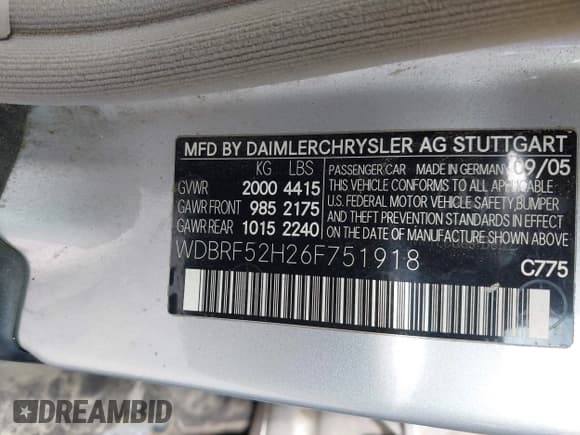 MFD BY DAIMLERCHRYSLER AG STUTTGART
KG LBS
GVWR 2000 4415
GAWR FRONT 985 2175
GAWR REAR 1015 2240
PASSENGER CAR MADE IN GERMANY 09/05
THIS VEHICLE CONFORMS TO ALL APPLICABLE
U.S. FEDERAL MOTOR VEHICLE SAFETY, BUMPER
AND THEFT PREVENTION STANDARDS IN EFFECT
ON THE DATE OF MANUFACTURE SHOWN ABOVE
WDBRF52H26F751918
C775
DREAMBID